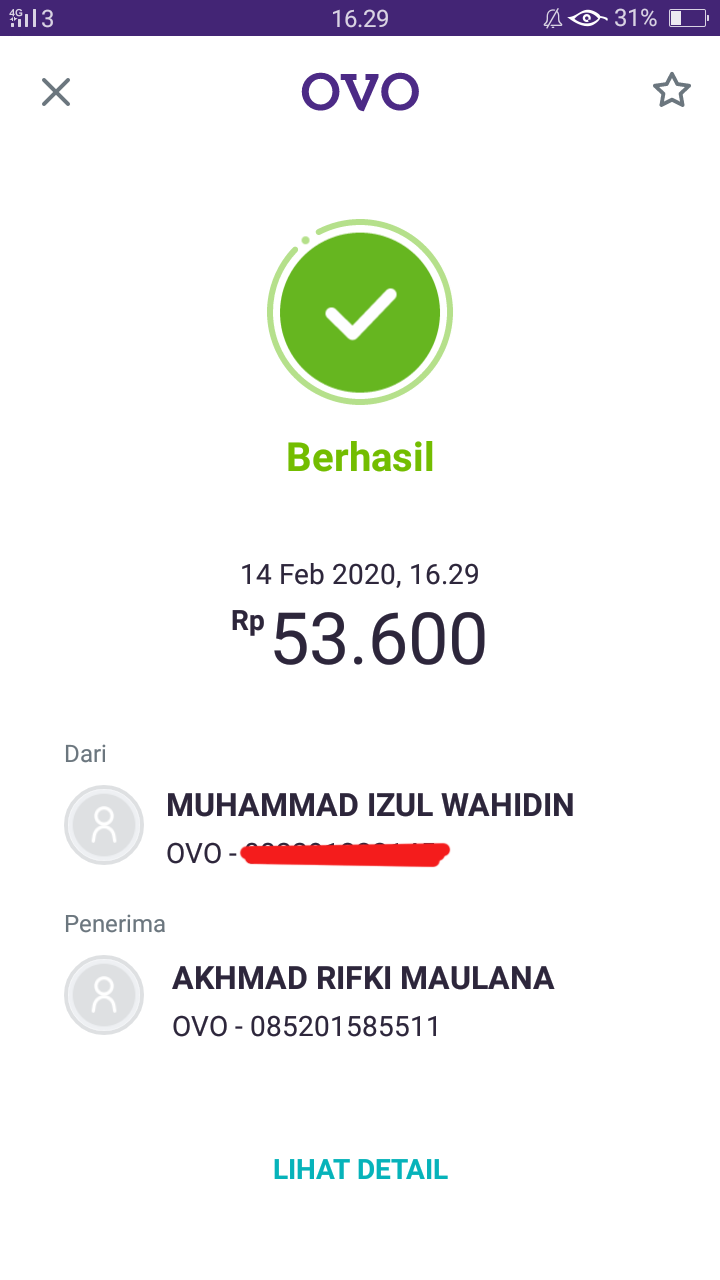 4G 3 16.29 31%
OVO
Berhasil
14 Feb 2020, 16.29
Rp 53.600
Dari
MUHAMMAD IZUL WAHIDIN
OVO -
Penerima
AKHMAD RIFKI MAULANA
OVO - 085201585511
LIHAT DETAIL